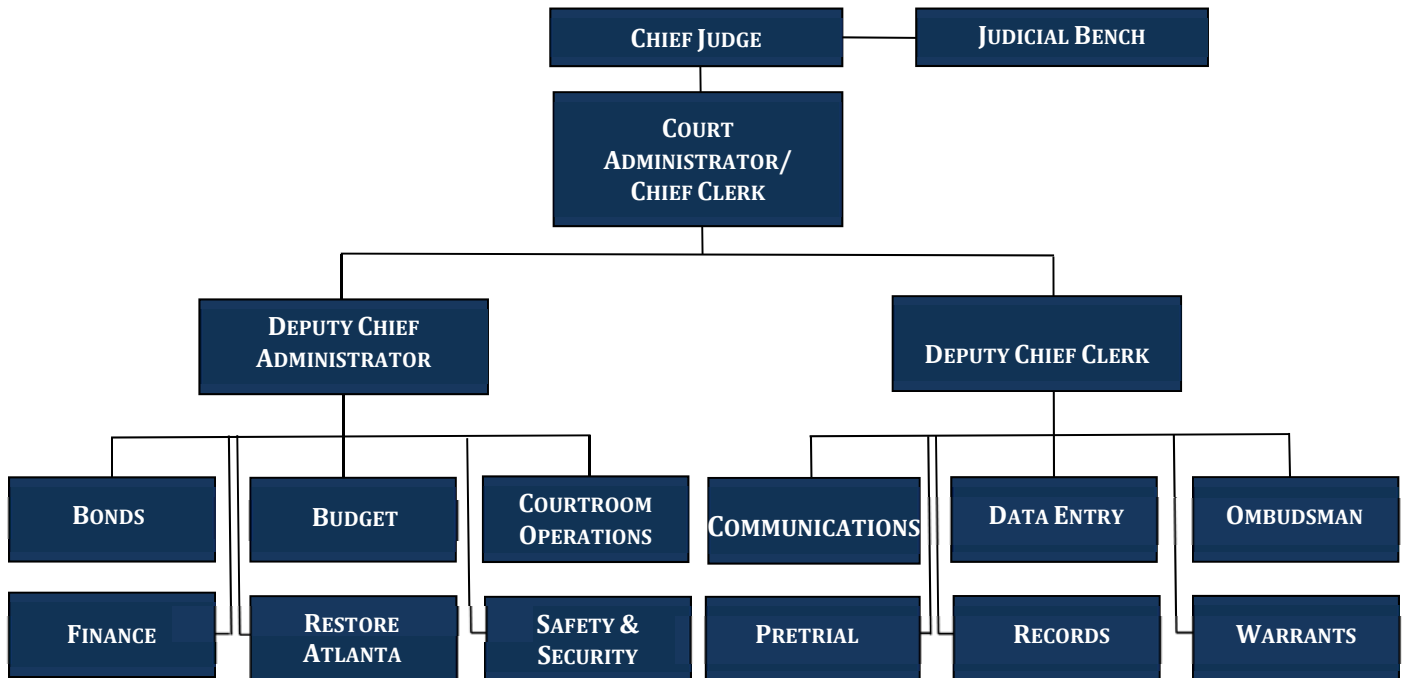 CHIEF JUDGE
JUDICIAL BENCH
COURT
ADMINISTRATOR/
CHIEF CLERK
DEPUTY CHIEF
ADMINISTRATOR
DEPUTY CHIEF CLERK
BONDS
BUDGET
COURTROOM
OPERATIONS
COMMUNICATIONS
DATA ENTRY
OMBUDSMAN
FINANCE
RESTORE
ATLANTA
SAFETY &
SECURITY
PRETRIAL
RECORDS
WARRANTS